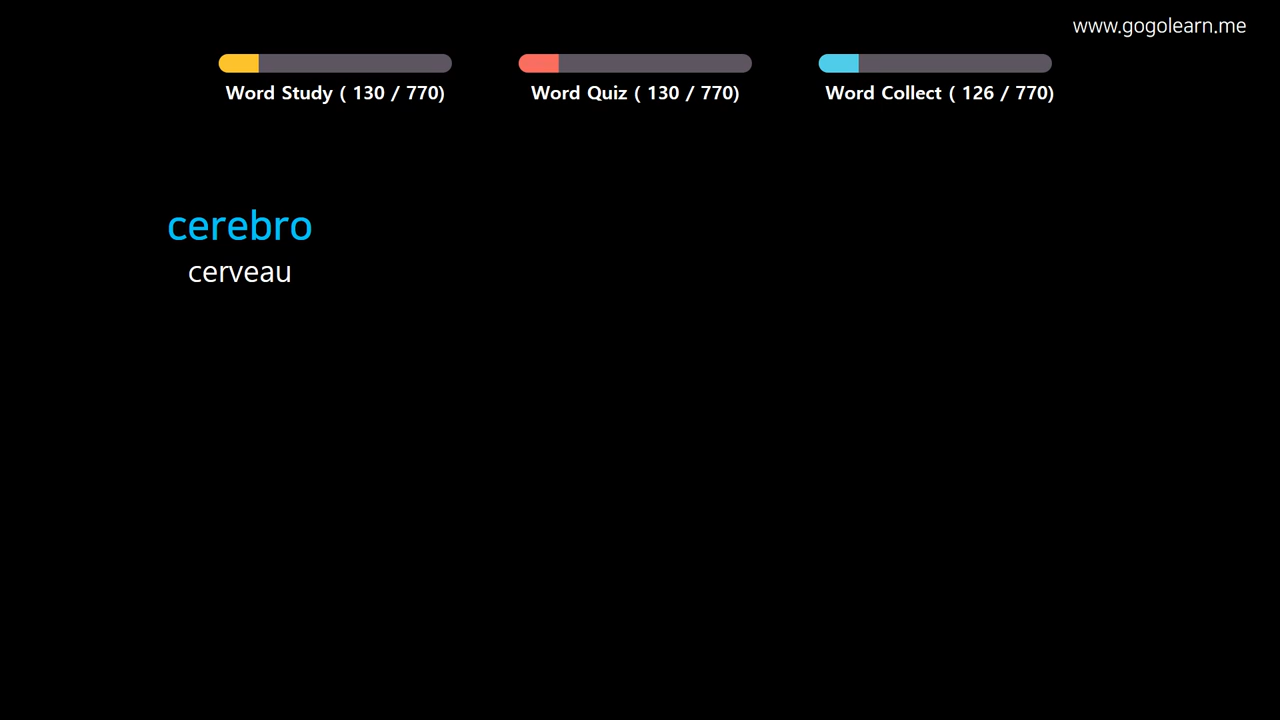 www.gogolearn.me
Word Study ( 130 / 770)
Word Quiz ( 130 / 770)
Word Collect ( 126 / 770)
cerebro
cerveau